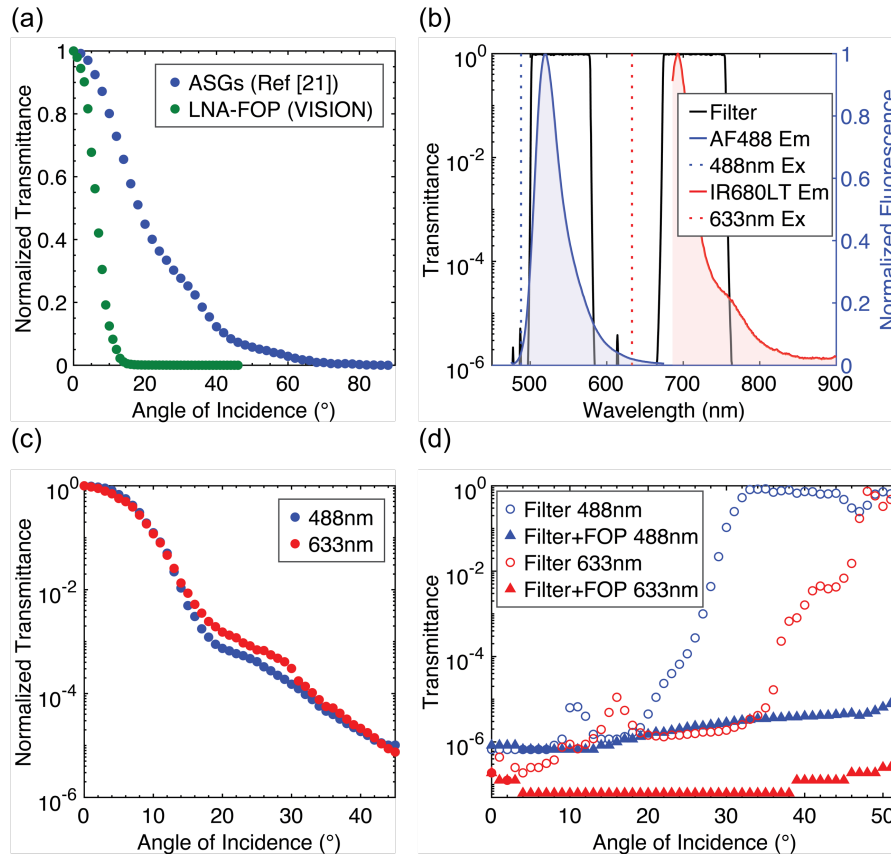 (a)
1
0.8
0.6
0.4
0.2
0
0
20
40
60
80
Normalized Transmittance
Angle of Incidence (°)
ASGs (Ref [21])
LNA-FOP (VISION)
(b)
10^0
10^-2
10^-4
10^-6
Transmittance
500
600
700
800
900
Wavelength (nm)
1
0.8
0.6
0.4
0.2
0
Normalized Fluorescence
Filter
AF488 Em
488nm Ex
IR680LT Em
633nm Ex
(c)
10^0
10^-2
10^-4
10^-6
Normalized Transmittance
0
10
20
30
40
Angle of Incidence (°)
488nm
633nm
(d)
10^0
10^-2
10^-4
10^-6
Transmittance
0
10
20
30
40
50
Angle of Incidence (°)
Filter 488nm
Filter+FOP 488nm
Filter 633nm
Filter+FOP 633nm